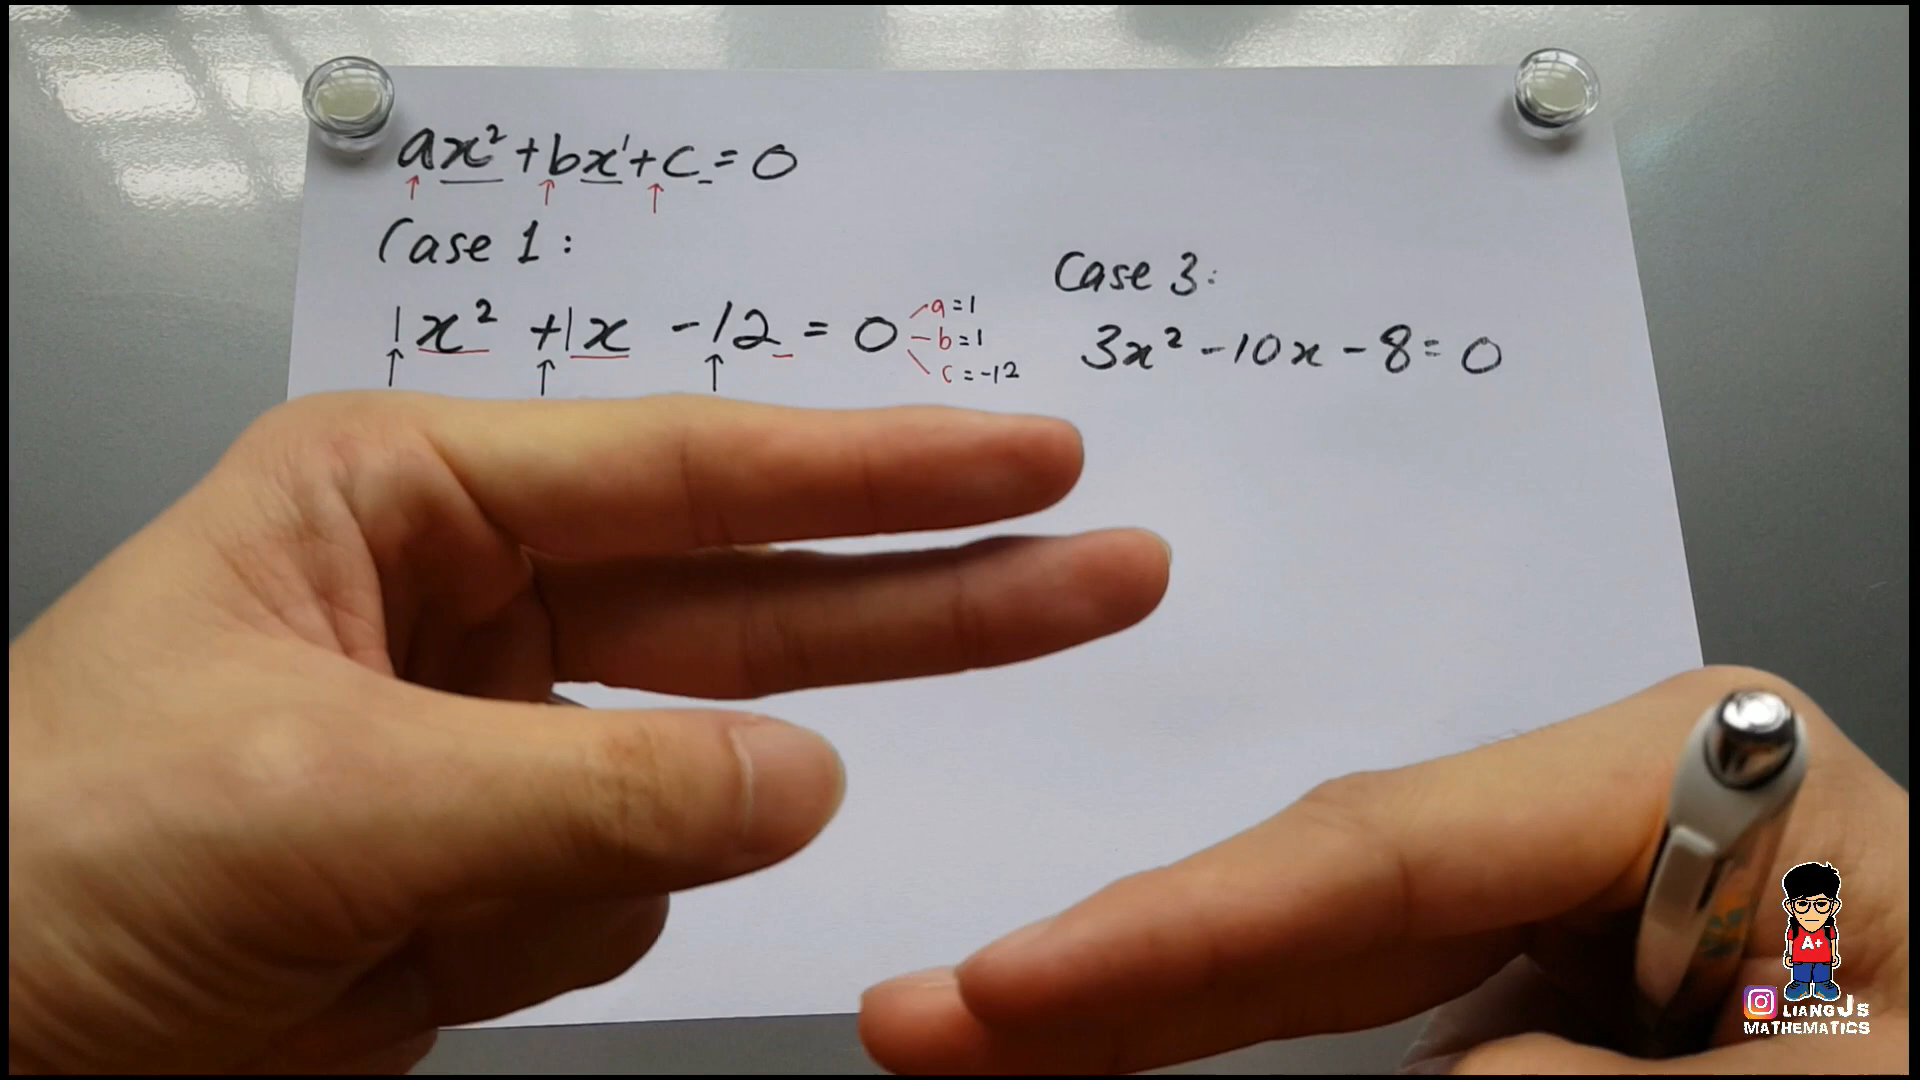 ax² + bx¹ + c = 0
Case 1:
1x² + 1x - 12 = 0
a = 1
b = 1
c = -12
Case 3:
3x² - 10x - 8 = 0
A+
LIANGJS
MATHEMATICS